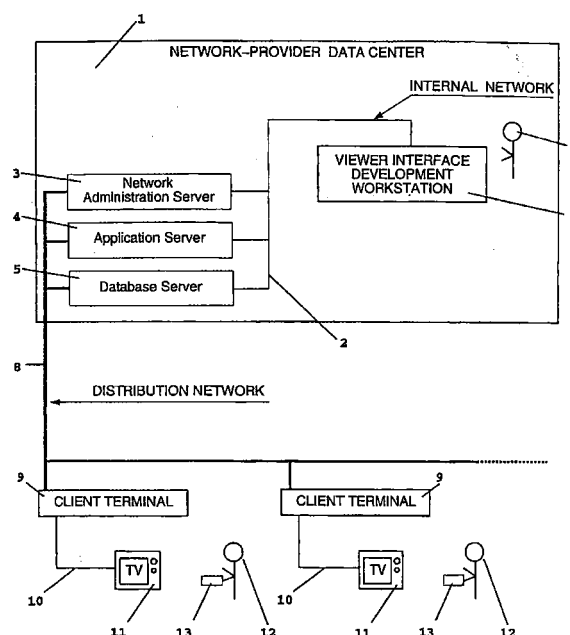 1
NETWORK-PROVIDER DATA CENTER
INTERNAL NETWORK
VIEWER INTERFACE
DEVELOPMENT
WORKSTATION
3
Network
Administration Server
4
Application Server
5
Database Server
2
8
DISTRIBUTION NETWORK
9
CLIENT TERMINAL
9
CLIENT TERMINAL
TV
TV
10
11
13
12
10
11
13
12